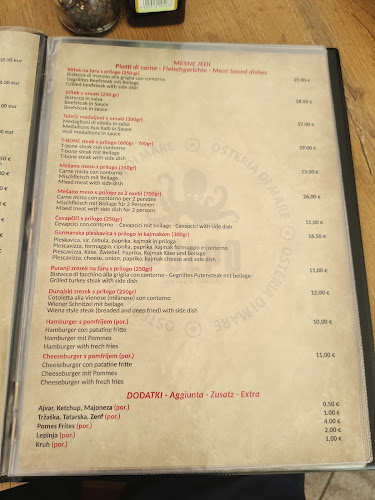 MESNE JEDI
Piatti di carne - Fleischgerichte - Meat based dishes
Biftek na žaru s prilogo (250 gr)
Bistecca di manzo alla griglia con contorno
Gegrilltes Beefsteak mit Beilage
Grilled beefsteak with side dish
25.00 €
Biftek v omaki (250 gr)
Bistecca in salsa
Beefsteak in Sauce
Beefsteak in sauce
28.00 €
Telečji medaljoni v omaki (300gr)
Medaglioni di vitello in salsa
Medaillons Aus Kalb in Sauce
Veal medallions in sauce
27.00 €
T-BONE steak s prilogo (600gr - 700gr)
T-bone steak con contorno
T-bone steak mit Beilage
T-bone steak with side dish
29.00 €
Mešano meso s prilogo (350gr)
Carne mista con contorno
Mischfleisch mit Beilage
Mixed meat with side dish
13,00 €
Mešano meso s prilogo za 2 osebi (700gr)
Carne mista con contorno per 2 persone
Mischfleisch mit Beilage für 2 Personen
Mixed meat with side dish for 2 persons
26,00 €
Čevapčiči s prilogo (250gr)
Cevapcici con contorno - Cevapcici mit beilage - Cevapcici with side dish
11,00 €
Gurmanska pleskavica s prilogo in kajmakom (300gr)
Pleskavica, sir, čebula, paprika, kajmak in priloga
Pleskavizza, formaggio, cipolla, paprika, kajmak formaggio e contorno
Pleskavizza, Käse, Zwiebel, Paprika, Kajmak Käse und Beilage
Plescavizza, cheese, onion, paprika, kajmak cheese and side dish
16,50 €
Puranji zrezek na žaru s prilogo (250gr)
Bistecca di tacchino alla griglia con contorno - Gegrilltes Putensteak mit beilage
Grilled turkey steak with side dish
11,00 €
Dunajski zrezek s prilogo (250gr)
Cotoletta alla Vienese (milanese) con contorno
Wiener Schnitzel mit beilage
Wiena style steak (breaded and deep fried) with side dish
12,00 €
Hamburger s pomfrijem (por.)
Hamburger con patatine fritte
Hamburger mit Pommes
Hamburger with frech fries
10,00 €
Cheeseburger s pomfrijem (por.)
Cheeseburger con patatine fritte
Cheeseburger mit Pommes
Cheeseburger with frech fries
11,00 €
DODATKI - Aggiunta - Zusatz - Extra
Ajvar, Ketchup, Majoneza (por.) 0.50 €
Tržaška, Tatarska, Zenf (por.) 1.00 €
Pomes Frites (por.) 4.00 €
Lepinja (por.) 2,00 €
Kruh (por.) 1,00 €